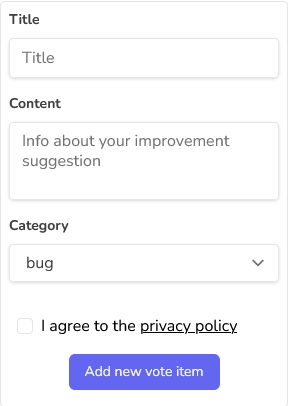 Title
Title
Content
Info about your improvement
suggestion
Category
bug
I agree to the privacy policy
Add new vote item